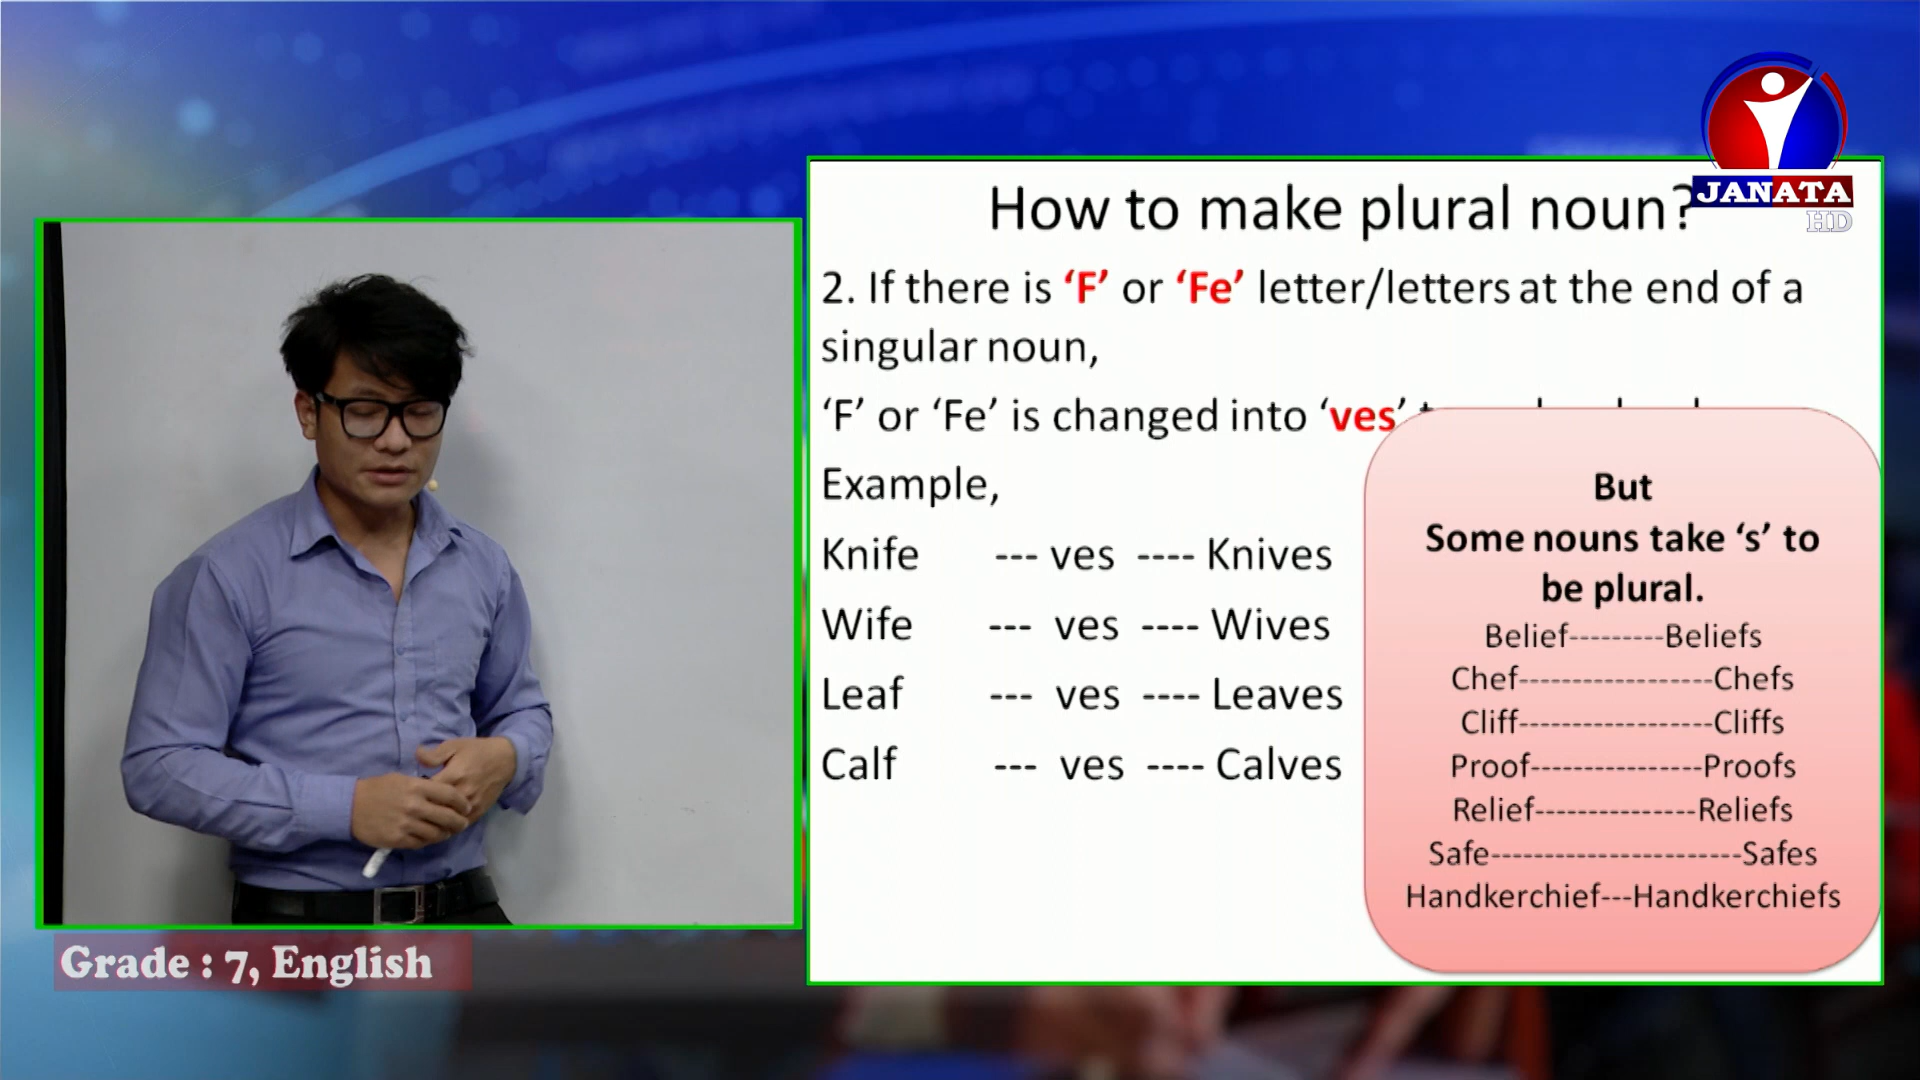 JANATA
HD
How to make plural noun?
2. If there is ‘F’ or ‘Fe’ letter/letters at the end of a
singular noun,
‘F’ or ‘Fe’ is changed into ‘ves’
Example,
Knife --- ves ---- Knives
Wife --- ves ---- Wives
Leaf --- ves ---- Leaves
Calf --- ves ---- Calves
But
Some nouns take ‘s’ to
be plural.
Belief---------Beliefs
Chef------------------Chefs
Cliff------------------Cliffs
Proof----------------Proofs
Relief---------------Reliefs
Safe-----------------------Safes
Handkerchief---Handkerchiefs
Grade : 7, English